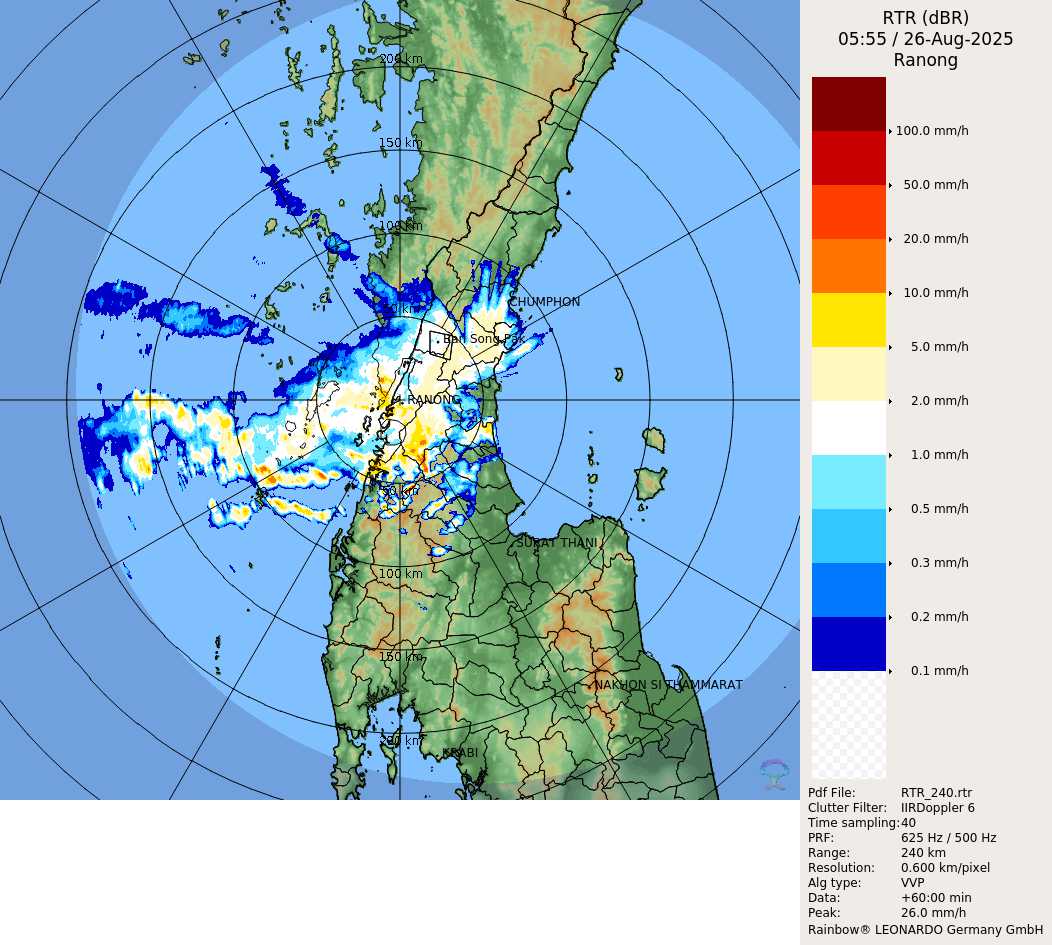 RTR (dBR)
05:55 / 26-Aug-2025
Ranong
100.0 mm/h
50.0 mm/h
20.0 mm/h
10.0 mm/h
5.0 mm/h
2.0 mm/h
1.0 mm/h
0.5 mm/h
0.3 mm/h
0.2 mm/h
0.1 mm/h
200 km
150 km
100 km
50 km
CHUMPHON
Ban Song Pak
RANONG
50 km
SURAT THANI
100 km
150 km
NAKHON SI THAMMARAT
200 km
KRABI
Pdf File: RTR_240.rtr
Clutter Filter: IIRDoppler 6
Time sampling: 40
PRF: 625 Hz / 500 Hz
Range: 240 km
Resolution: 0.600 km/pixel
Alg type: VVP
Data: +60:00 min
Peak: 26.0 mm/h
Rainbow® LEONARDO Germany GmbH